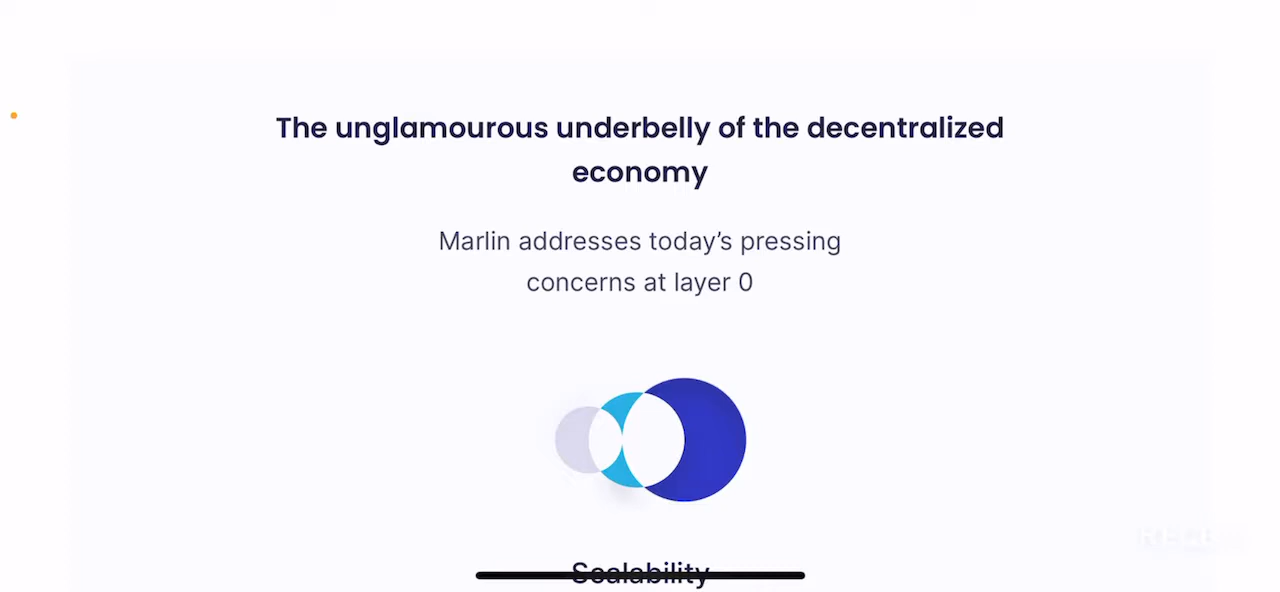 The unglamourous underbelly of the decentralized
economy
Marlin addresses today’s pressing
concerns at layer 0
Scalability